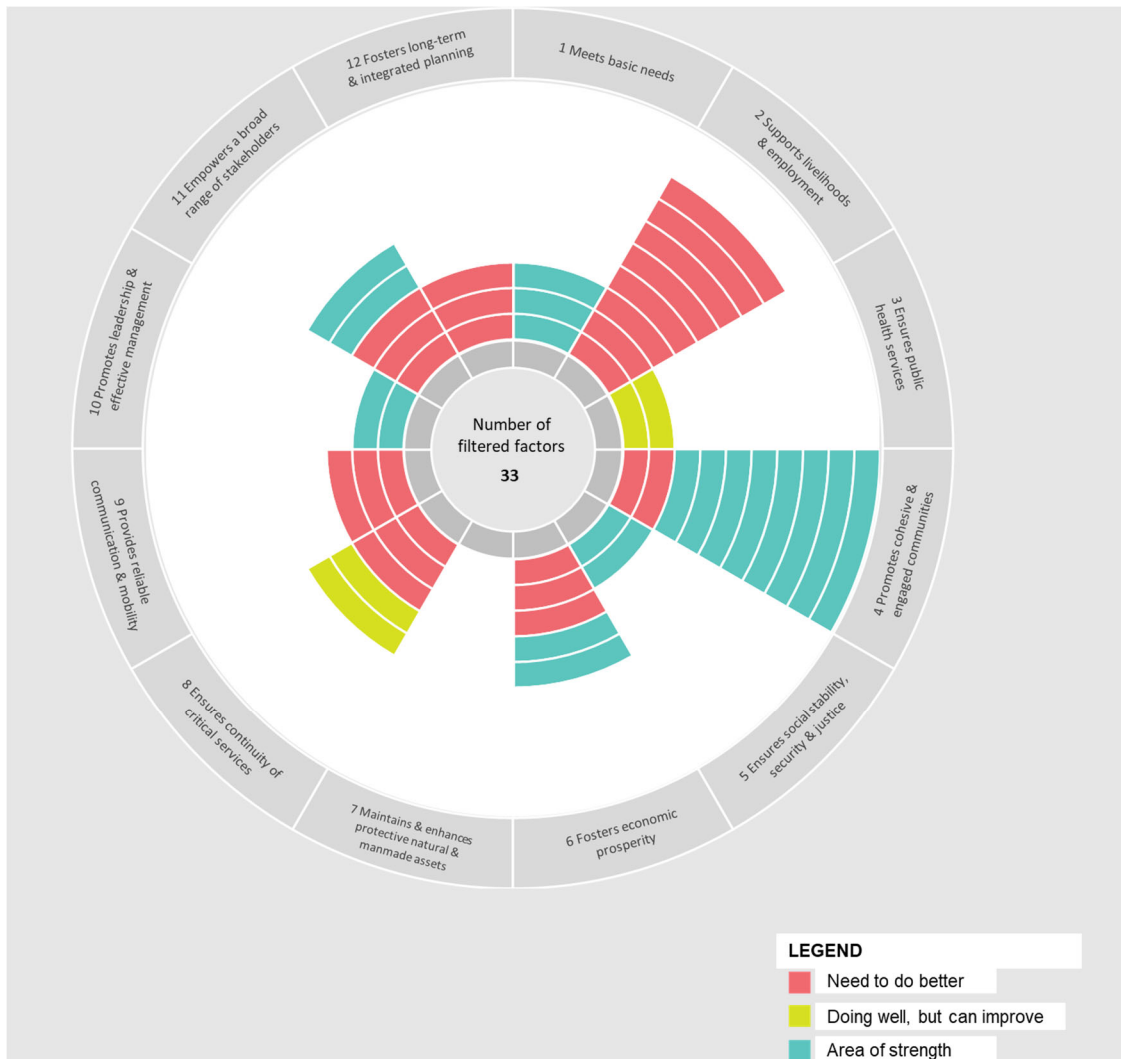 12 Fosters long-term
& integrated planning
1 Meets basic needs
2 Supports livelihoods
& employment
3 Ensures public
health services
4 Promotes cohesive &
engaged communities
5 Ensures social stability,
security & justice
6 Fosters economic
prosperity
7 Maintains & enhances
protective natural &
manmade assets
8 Ensures continuity of
critical services
9 Provides reliable
communication & mobility
10 Promotes leadership &
effective management
11 Empowers a broad
range of stakeholders
Number of
filtered factors
33
LEGEND
Need to do better
Doing well, but can improve
Area of strength